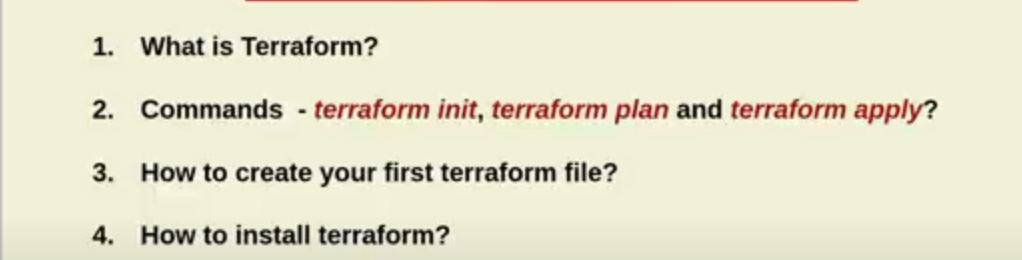 1. What is Terraform?
2. Commands - terraform init, terraform plan and terraform apply?
3. How to create your first terraform file?
4. How to install terraform?